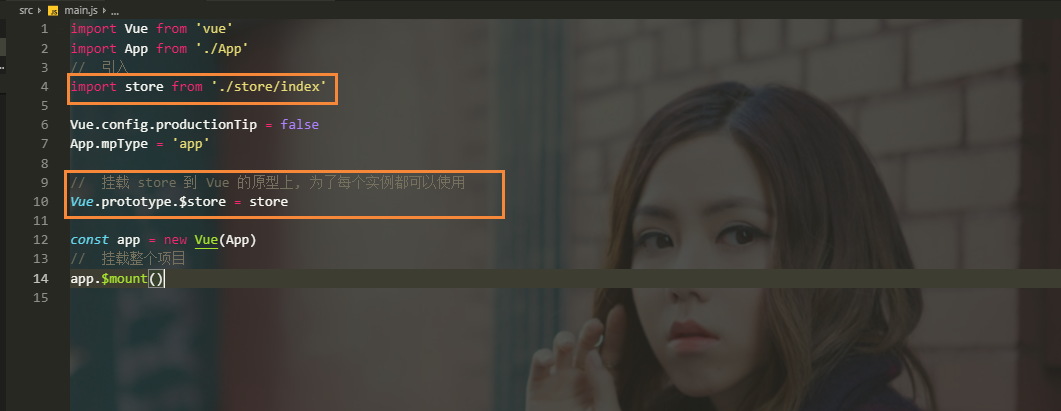 src › JS main.js › ...
1 import Vue from 'vue'
2 import App from './App'
3 // 引入
4 import store from './store/index'
5
6 Vue.config.productionTip = false
7 App.mpType = 'app'
8
9 // 挂载 store 到 Vue 的原型上, 为了每个实例都可以使用
10 Vue.prototype.$store = store
11
12 const app = new Vue(App)
13 // 挂载整个项目
14 app.$mount()
15